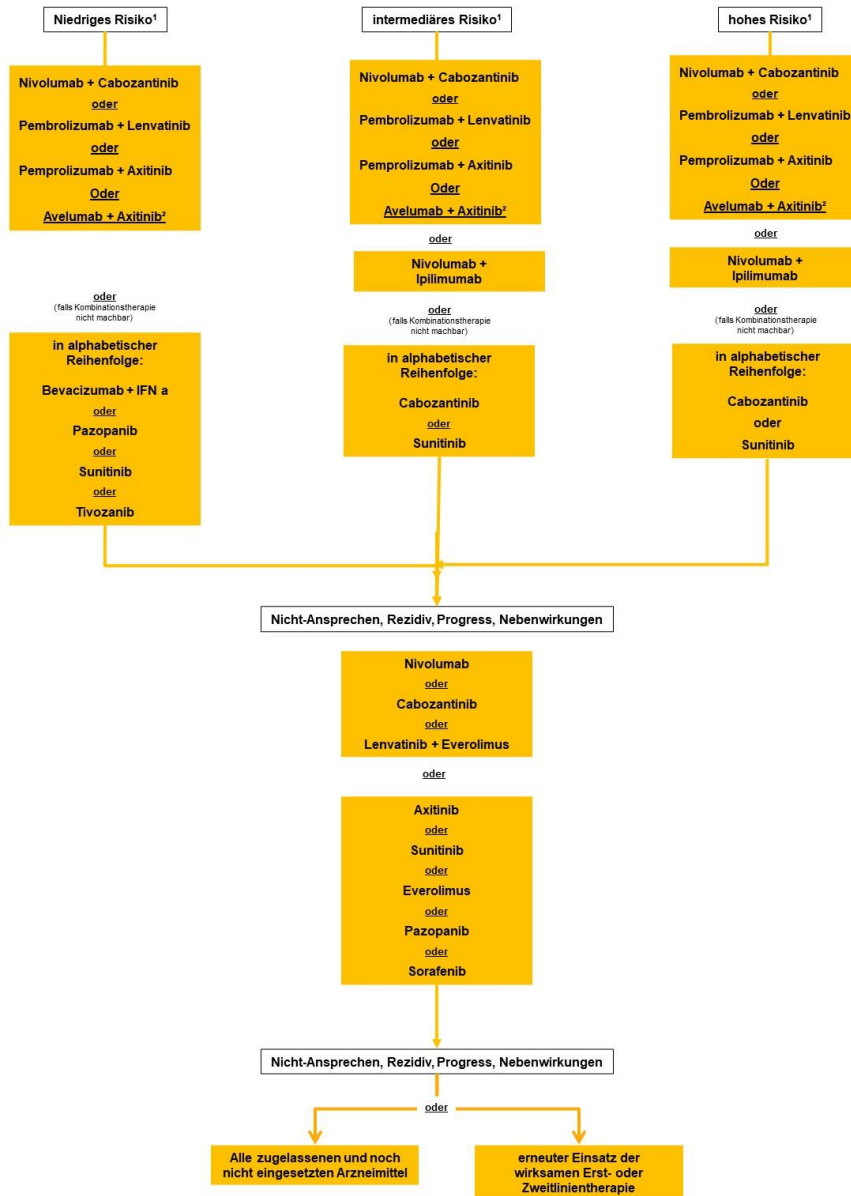 Niedriges Risiko¹
Nivolumab + Cabozantinib
oder
Pembrolizumab + Lenvatinib
oder
Pemprolizumab + Axitinib
Oder
Avelumab + Axitinib²
oder
(falls Kombinationstherapie
nicht machbar)
in alphabetischer
Reihenfolge:
Bevacizumab + IFN a
oder
Pazopanib
oder
Sunitinib
oder
Tivozanib
intermediäres Risiko¹
Nivolumab + Cabozantinib
oder
Pembrolizumab + Lenvatinib
oder
Pemprolizumab + Axitinib
Oder
Avelumab + Axitinib²
oder
Nivolumab +
Ipilimumab
oder
(falls Kombinationstherapie
nicht machbar)
in alphabetischer
Reihenfolge:
Cabozantinib
oder
Sunitinib
hohes Risiko¹
Nivolumab + Cabozantinib
oder
Pembrolizumab + Lenvatinib
oder
Pemprolizumab + Axitinib
Oder
Avelumab + Axitinib²
oder
Nivolumab +
Ipilimumab
oder
(falls Kombinationstherapie
nicht machbar)
in alphabetischer
Reihenfolge:
Cabozantinib
oder
Sunitinib
Nicht-Ansprechen, Rezidiv, Progress, Nebenwirkungen
Nivolumab
oder
Cabozantinib
oder
Lenvatinib + Everolimus
oder
Axitinib
oder
Sunitinib
oder
Everolimus
oder
Pazopanib
oder
Sorafenib
Nicht-Ansprechen, Rezidiv, Progress, Nebenwirkungen
oder
Alle zugelassenen und noch
nicht eingesetzten Arzneimittel
erneuter Einsatz der
wirksamen Erst- oder
Zweitlinientherapie